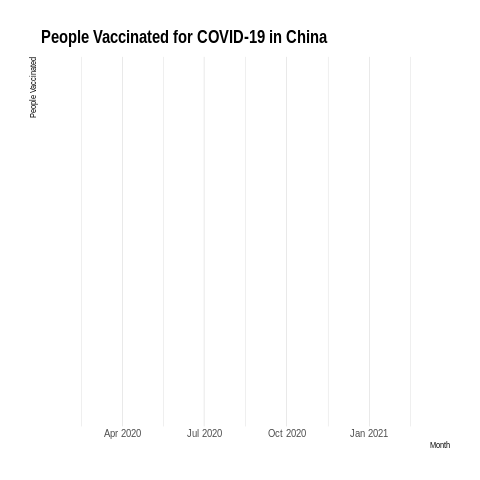 People Vaccinated for COVID-19 in China
People Vaccinated
Apr 2020
Jul 2020
Oct 2020
Jan 2021
Month